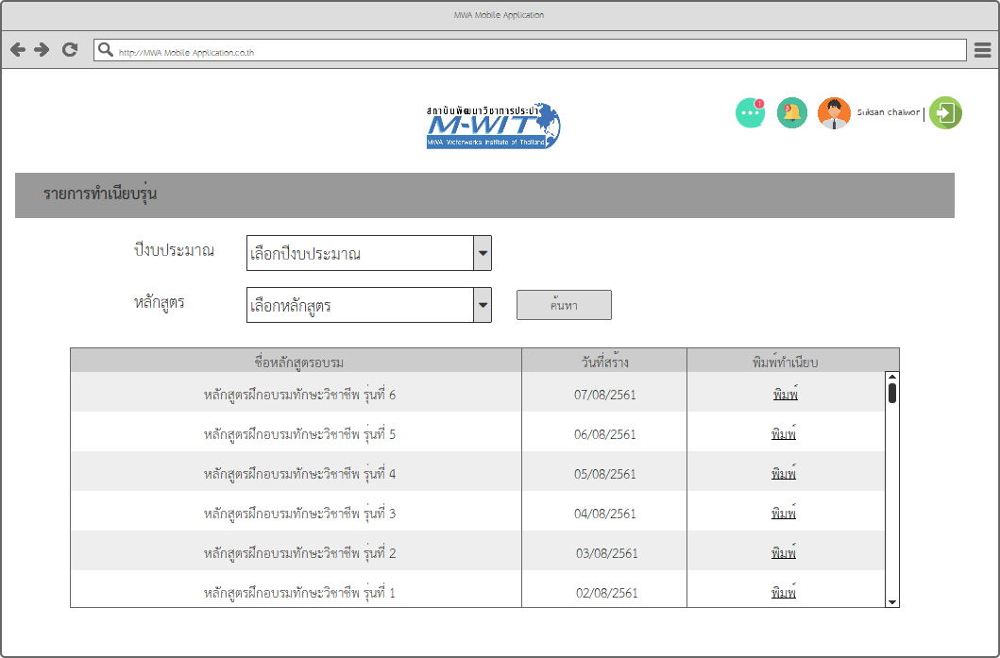 MWA Mobile Application
http://MWA Mobile Application.co.th
สถาบันพัฒนาวิชาการประปา
M-WIT
MWA Waterworks Institute of Thailand
1
3
Suksan chaiwor
รายการทำเนียบรุ่น
ปีงบประมาณ
เลือกปีงบประมาณ
หลักสูตร
เลือกหลักสูตร
ค้นหา
ชื่อหลักสูตรอบรม วันที่สร้าง พิมพ์ทำเนียบ
หลักสูตรฝึกอบรมทักษะวิชาชีพ รุ่นที่ 6 07/08/2561 พิมพ์
หลักสูตรฝึกอบรมทักษะวิชาชีพ รุ่นที่ 5 06/08/2561 พิมพ์
หลักสูตรฝึกอบรมทักษะวิชาชีพ รุ่นที่ 4 05/08/2561 พิมพ์
หลักสูตรฝึกอบรมทักษะวิชาชีพ รุ่นที่ 3 04/08/2561 พิมพ์
หลักสูตรฝึกอบรมทักษะวิชาชีพ รุ่นที่ 2 03/08/2561 พิมพ์
หลักสูตรฝึกอบรมทักษะวิชาชีพ รุ่นที่ 1 02/08/2561 พิมพ์